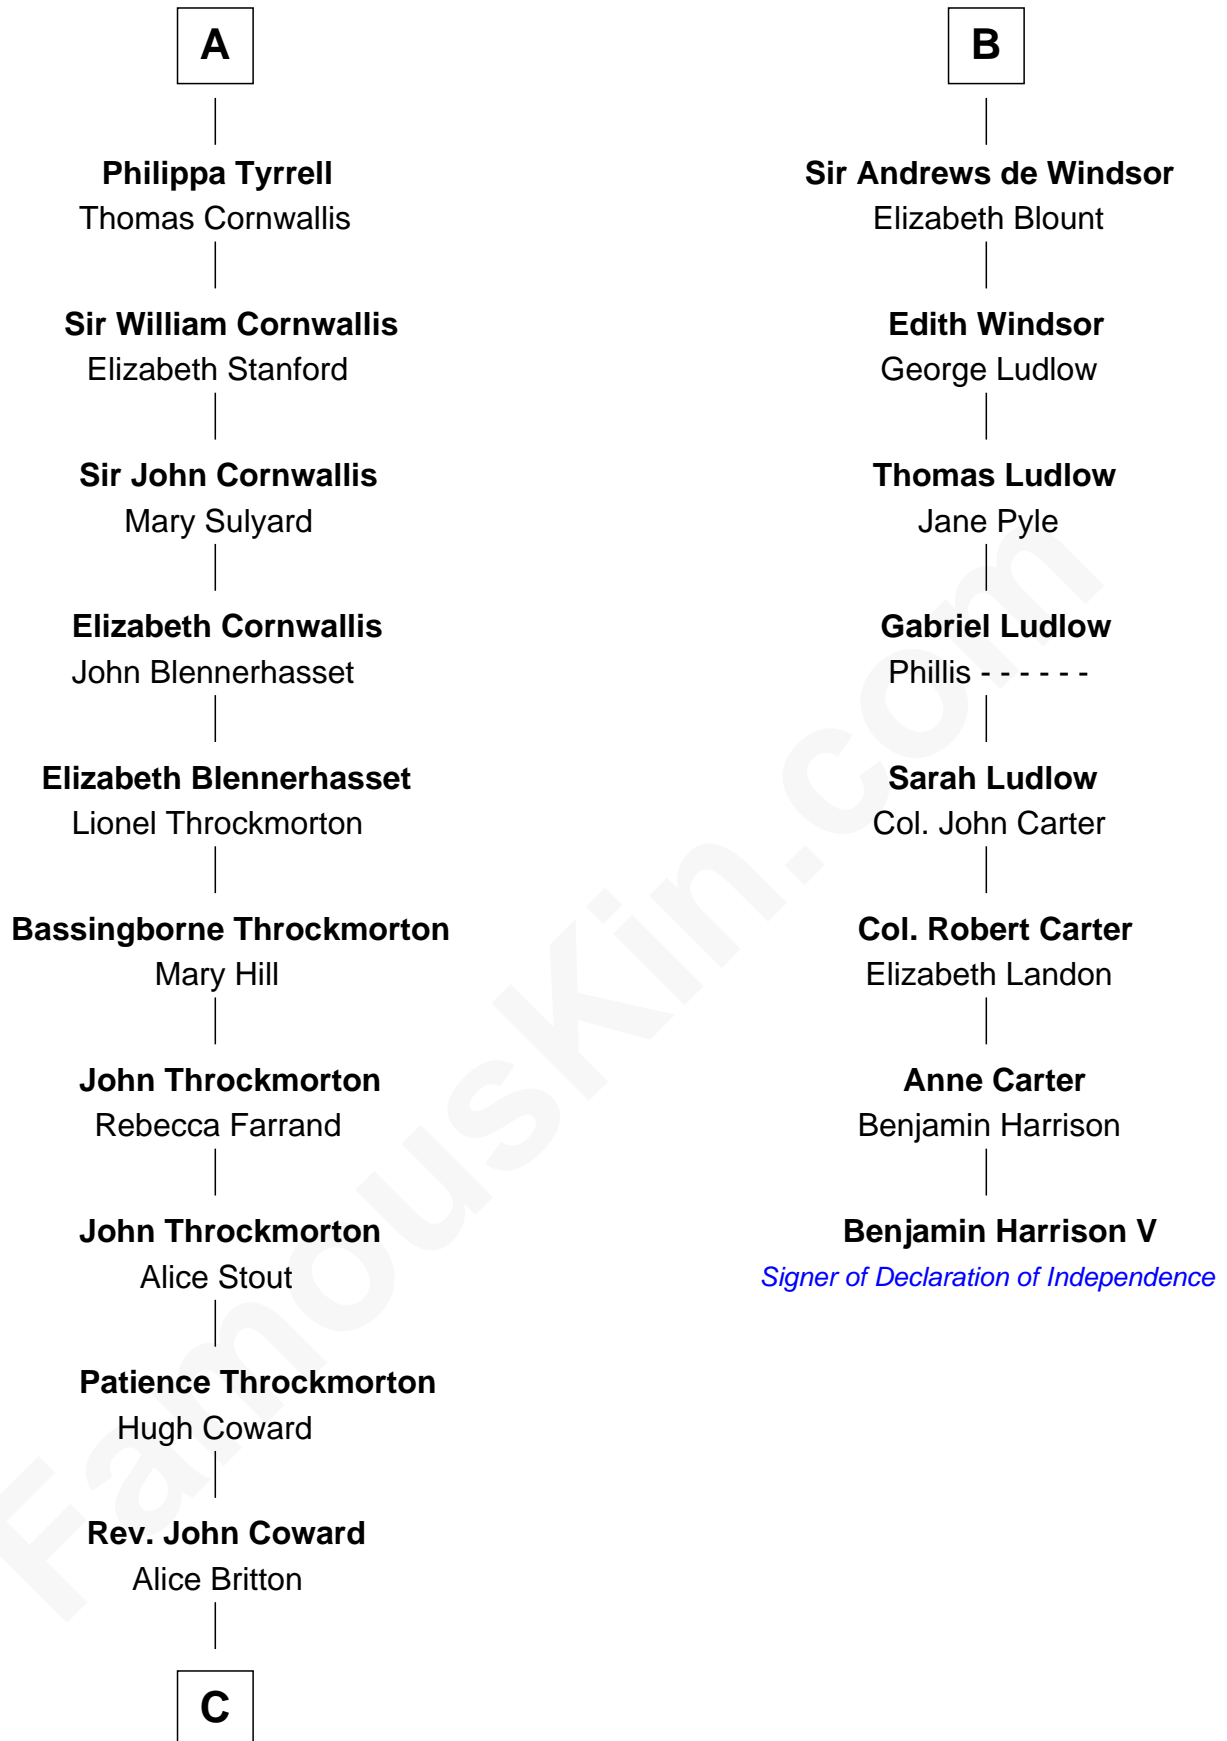 A
Philippa Tyrrell
Thomas Cornwallis
Sir William Cornwallis
Elizabeth Stanford
Sir John Cornwallis
Mary Sulyard
Elizabeth Cornwallis
John Blennerhasset
Elizabeth Blennerhasset
Lionel Throckmorton
Bassingborne Throckmorton
Mary Hill
John Throckmorton
Rebecca Farrand
John Throckmorton
Alice Stout
Patience Throckmorton
Hugh Coward
Rev. John Coward
Alice Britton
C
B
Sir Andrews de Windsor
Elizabeth Blount
Edith Windsor
George Ludlow
Thomas Ludlow
Jane Pyle
Gabriel Ludlow
Phillis - - - - - -
Sarah Ludlow
Col. John Carter
Col. Robert Carter
Elizabeth Landon
Anne Carter
Benjamin Harrison
Benjamin Harrison V
Signer of Declaration of Independence
FamousKin.com